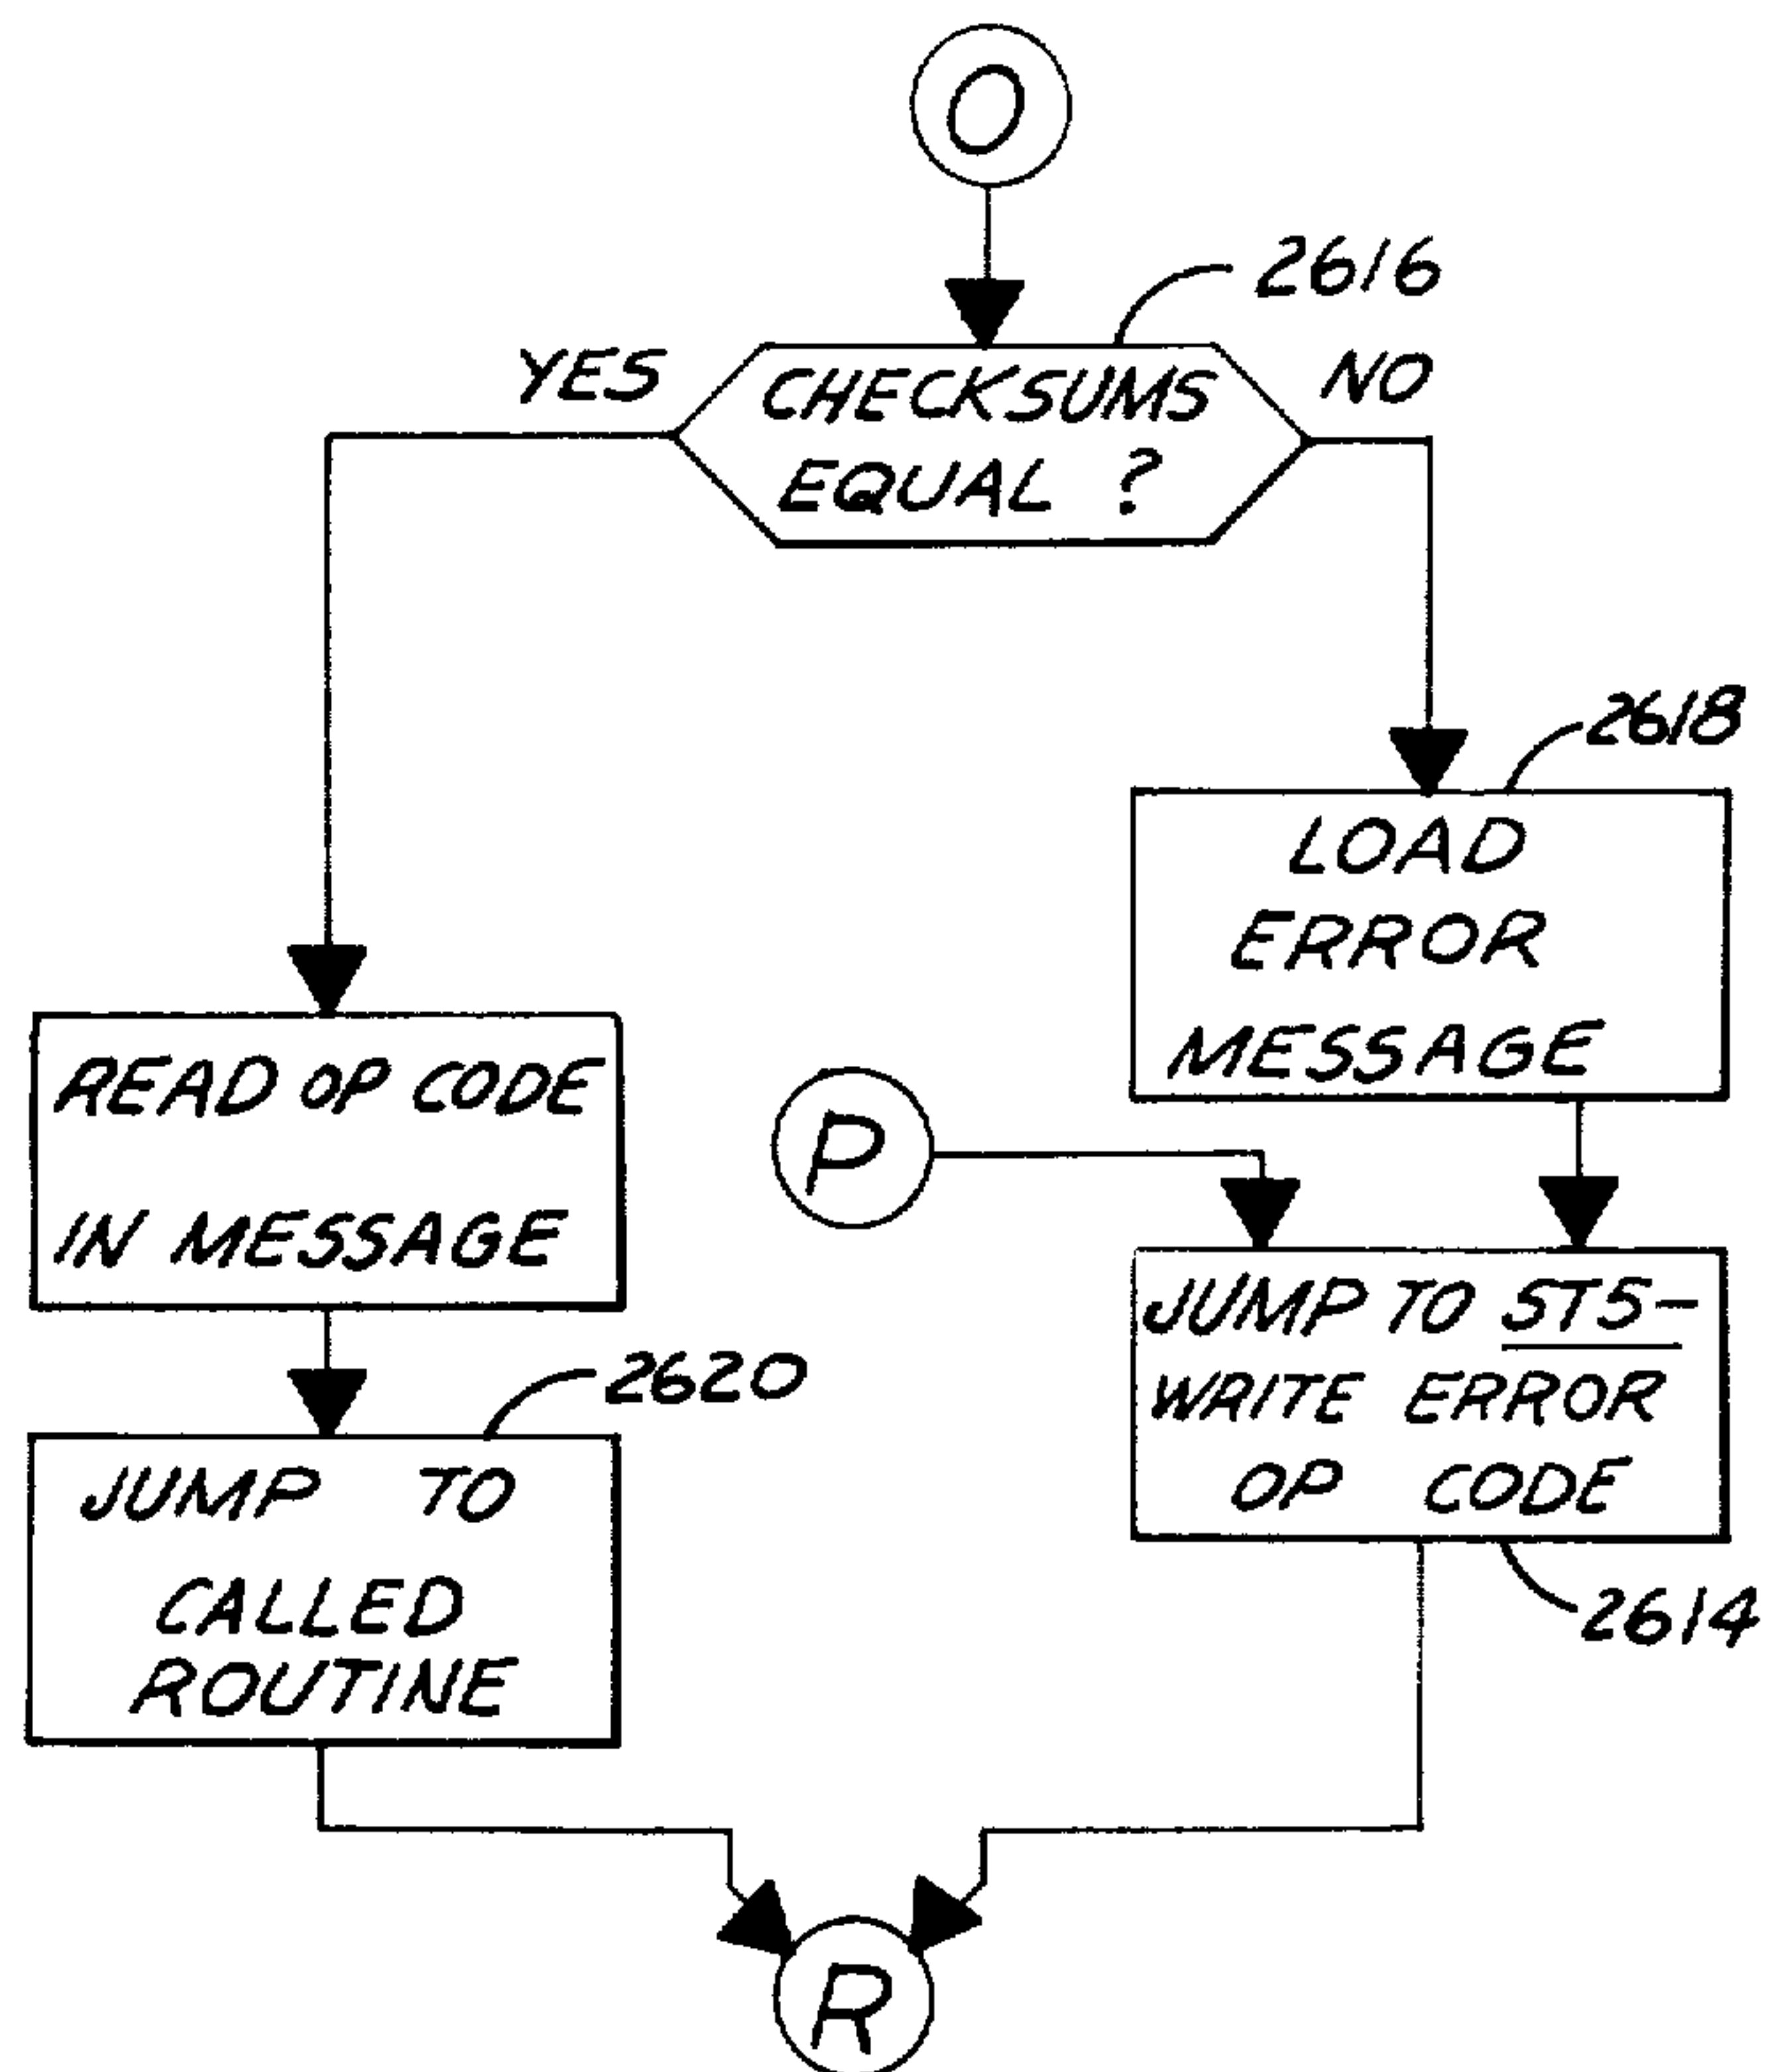 O
2616
YES
NO
CHECKSUMS
EQUAL ?
2618
LOAD
ERROR
MESSAGE
READ OP CODE
IN MESSAGE
P
JUMP TO STS-
WRITE ERROR
OP CODE
2620
JUMP TO
CALLED
ROUTINE
2614
R